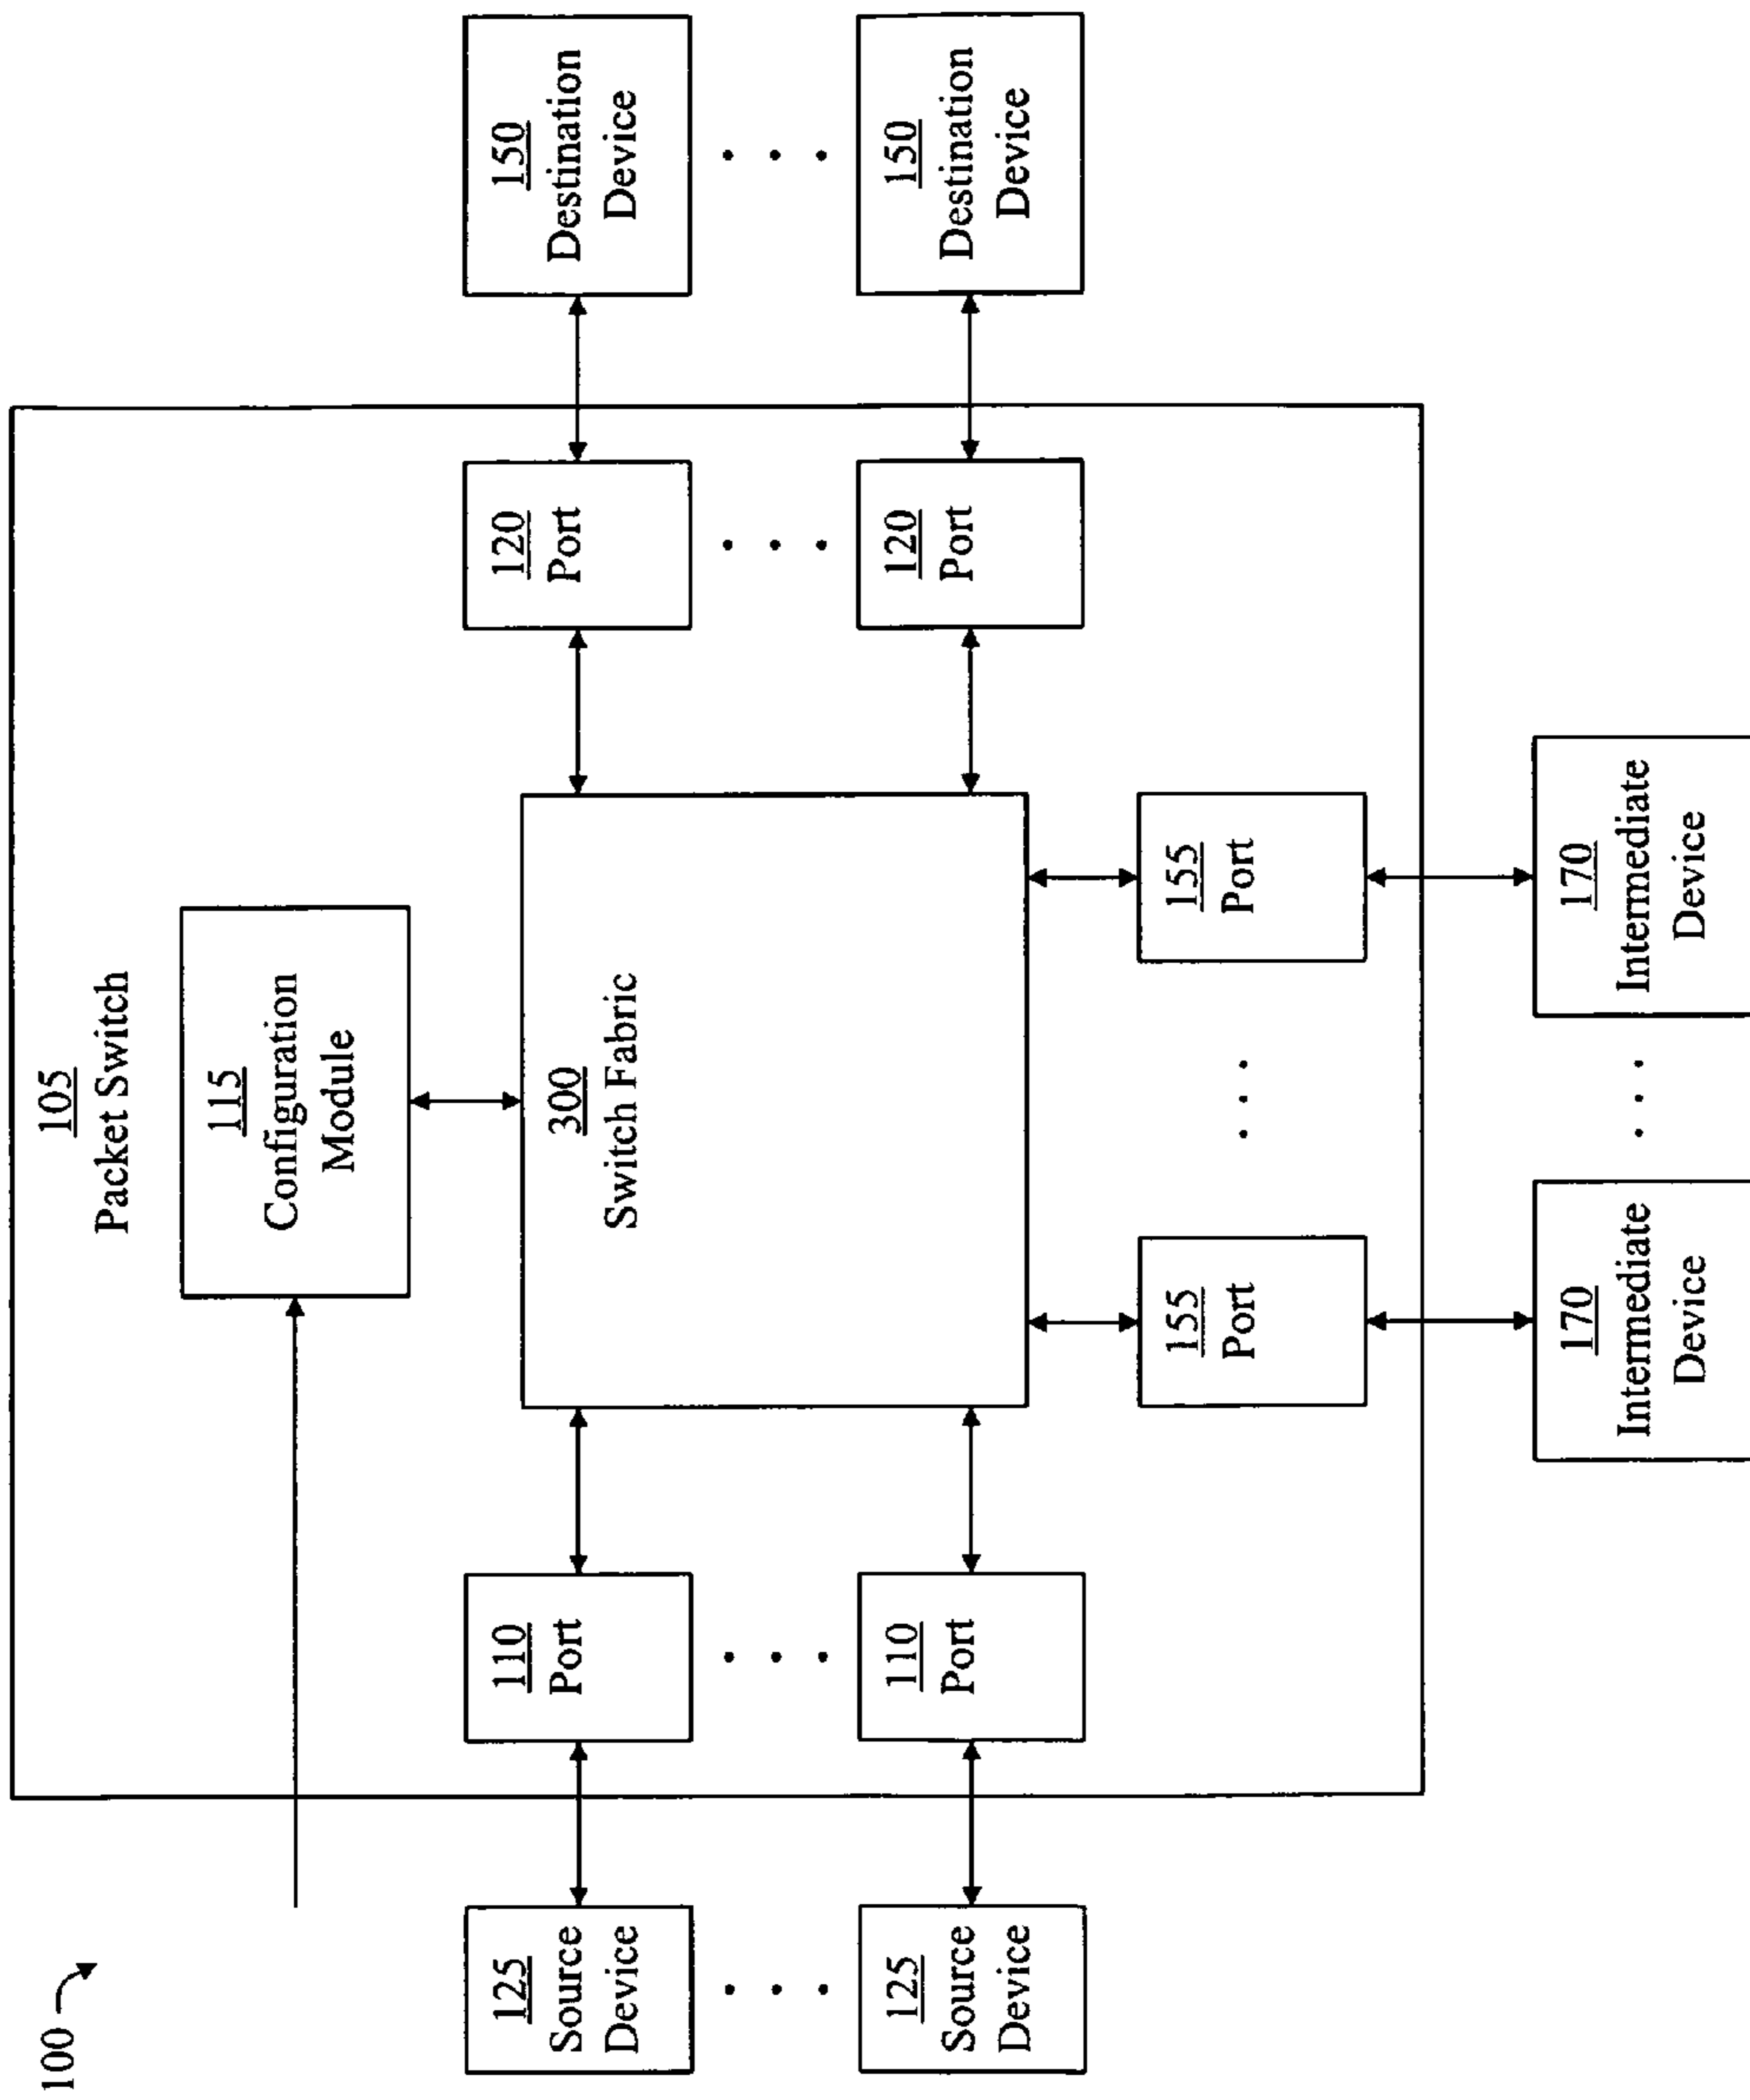 100
105
Packet Switch
115
Configuration
Module
125
Source
Device
110
Port
300
Switch Fabric
120
Port
150
Destination
Device
125
Source
Device
110
Port
120
Port
150
Destination
Device
155
Port
155
Port
170
Intermediate
Device
170
Intermediate
Device